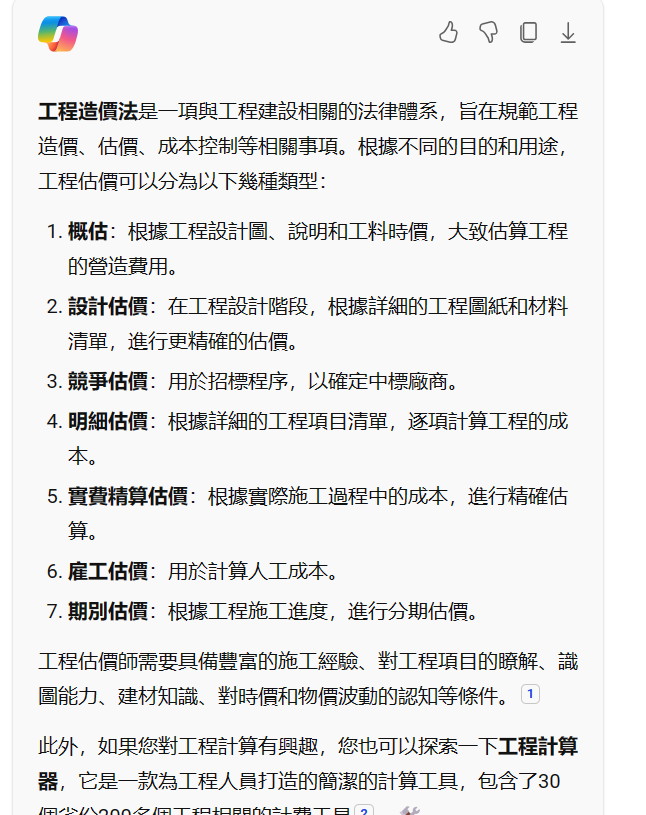 工程造價法是一項與工程建設相關的法律體系，旨在規範工程
造價、估價、成本控制等相關事項。根據不同的目的和用途，
工程估價可以分為以下幾種類型：
1. 概估：根據工程設計圖、說明和工料時價，大致估算工程
的營造費用。
2. 設計估價：在工程設計階段，根據詳細的工程圖紙和材料
清單，進行更精確的估價。
3. 競爭估價：用於招標程序，以確定中標廠商。
4. 明細估價：根據詳細的工程項目清單，逐項計算工程的成
本。
5. 實費精算估價：根據實際施工過程中的成本，進行精確估
算。
6. 雇工估價：用於計算人工成本。
7. 期別估價：根據工程施工進度，進行分期估價。
工程估價師需要具備豐富的施工經驗、對工程項目的瞭解、識
圖能力、建材知識、對時價和物價波動的認知等條件。 1
此外，如果您對工程計算有興趣，您也可以探索一下工程計算
器，它是一款為工程人員打造的簡潔的計算工具，包含了30
個省份200多個工程相關的計費工具 2